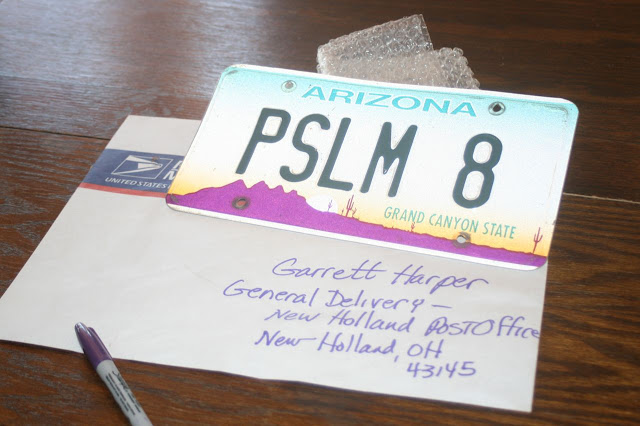 ARIZONA
PSLM 8
GRAND CANYON STATE
UNITED STATES
Garrett Harper
General Delivery —
New Holland Post Office
New Holland, OH
43145